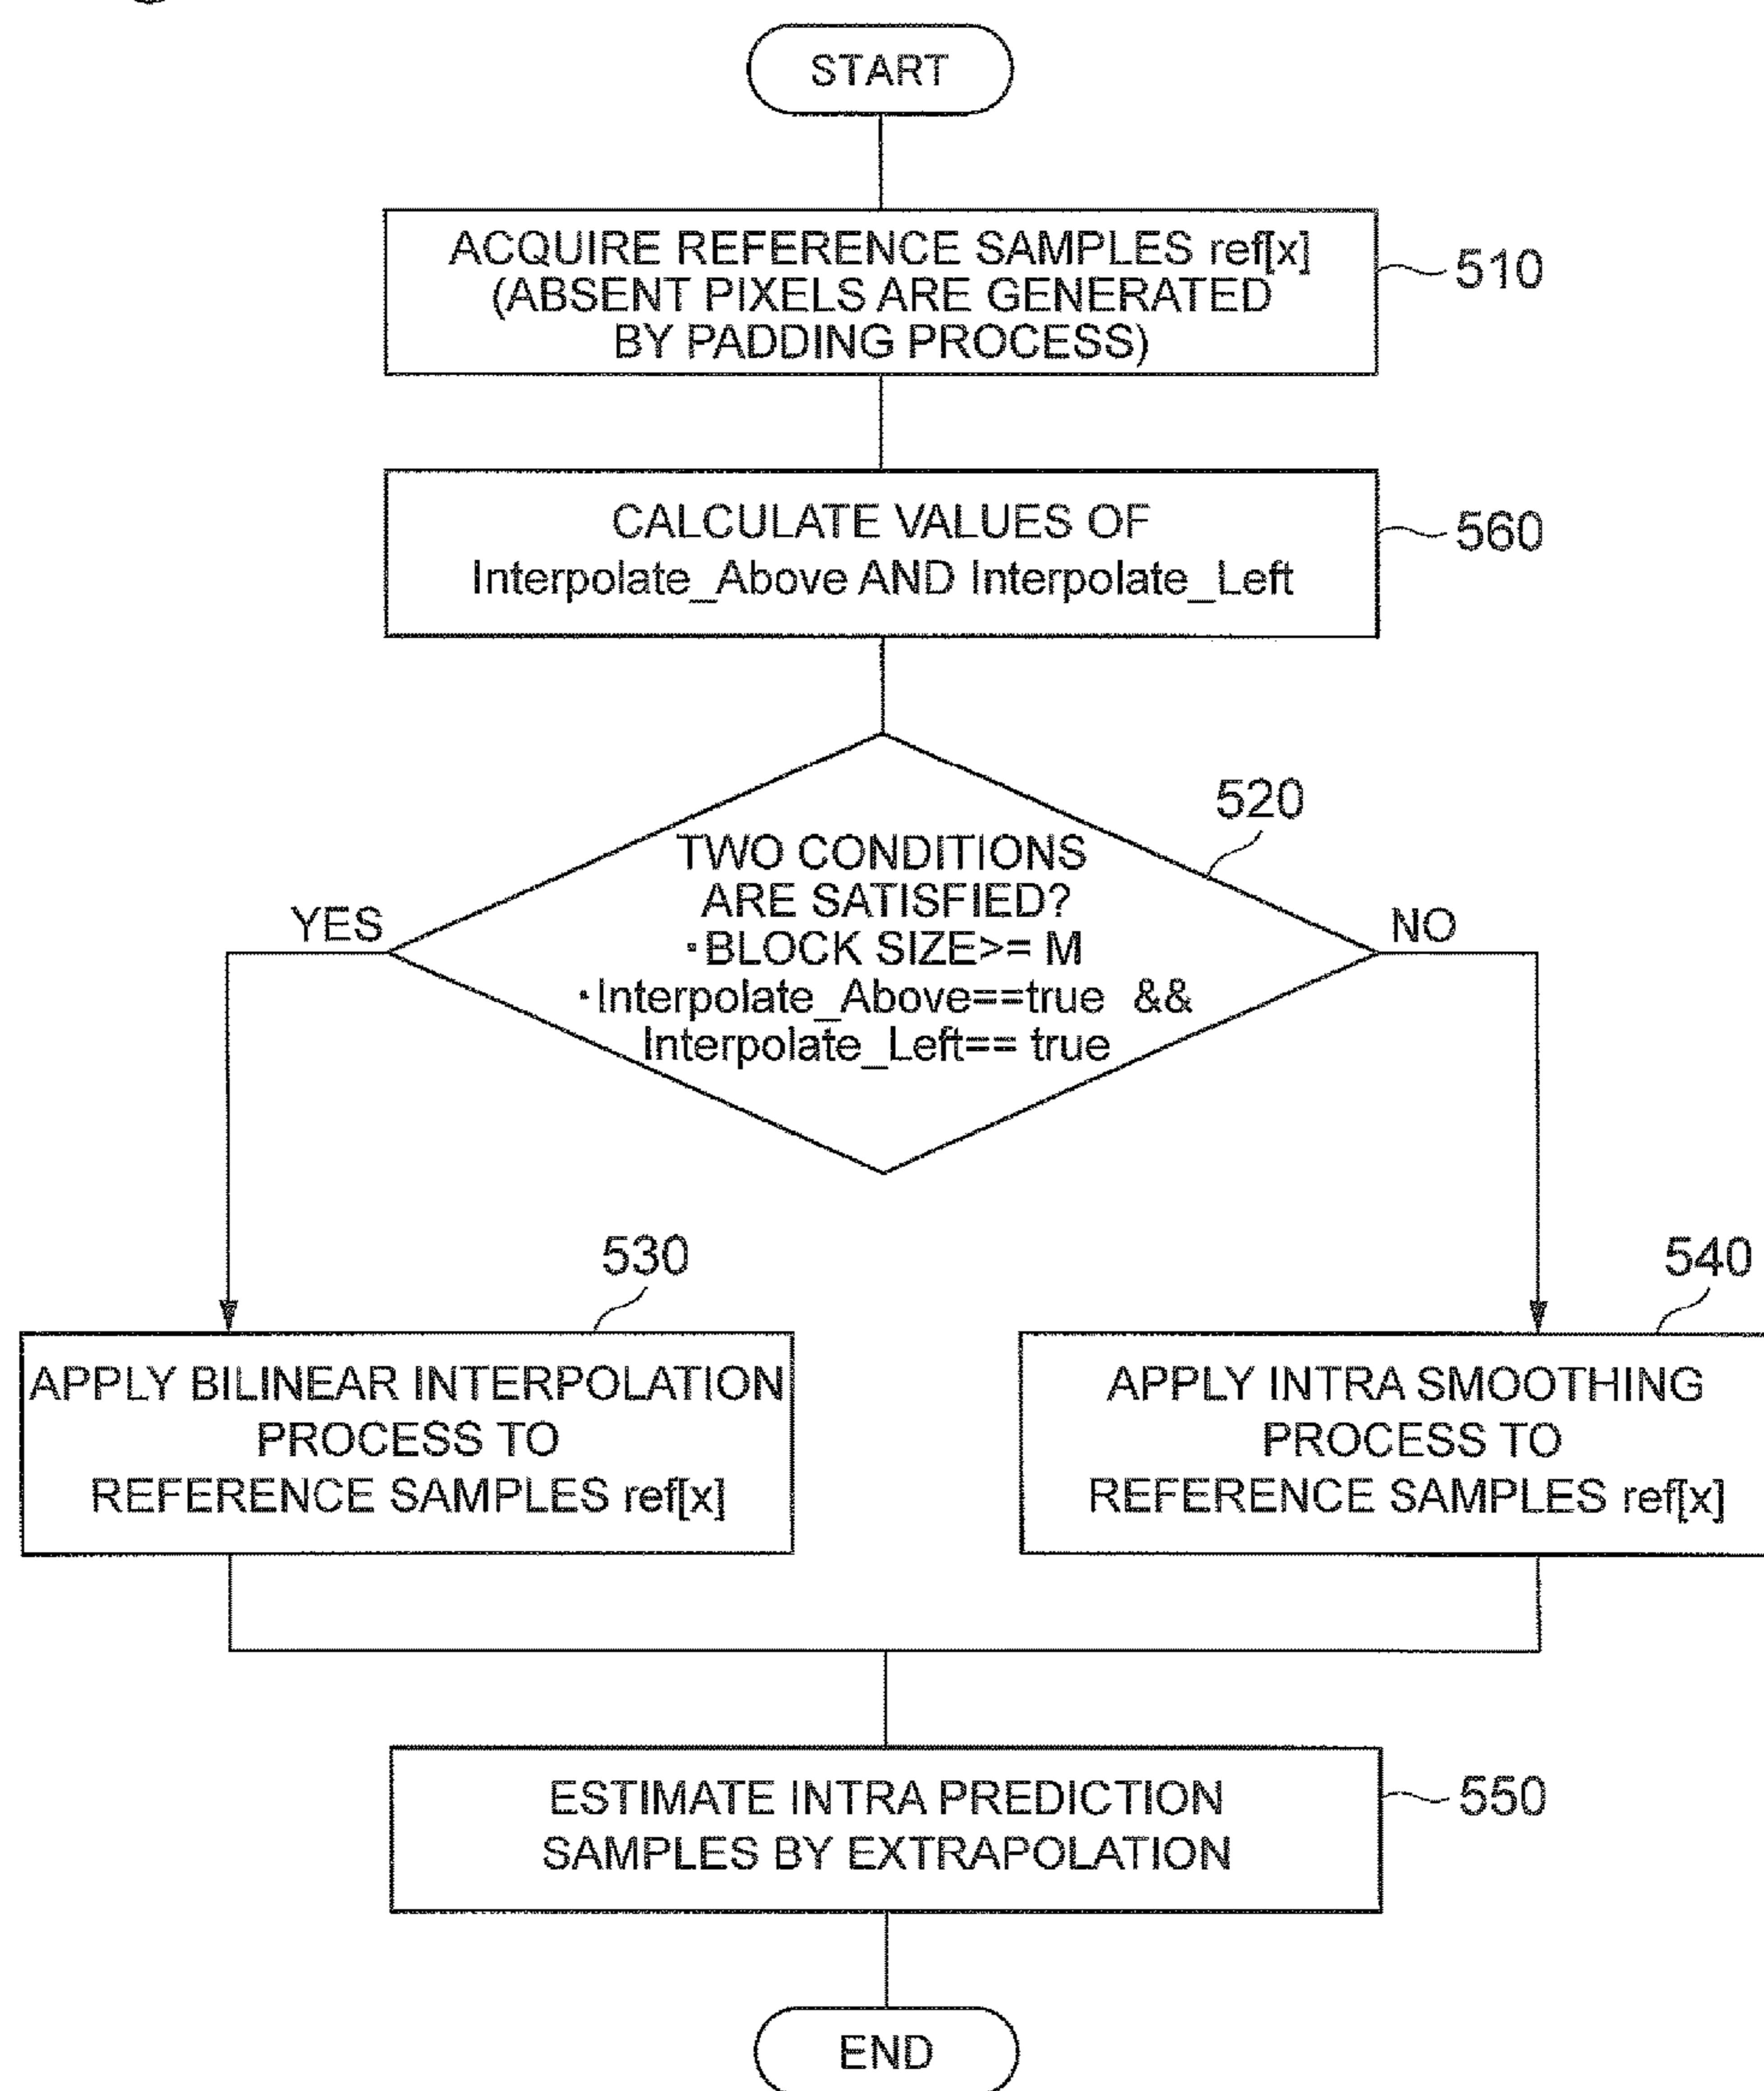 START
ACQUIRE REFERENCE SAMPLES ref[x]
(ABSENT PIXELS ARE GENERATED
BY PADDING PROCESS)
510
CALCULATE VALUES OF
Interpolate_Above AND Interpolate_Left
560
520
TWO CONDITIONS
ARE SATISFIED?
·BLOCK SIZE>= M
·Interpolate_Above==true &&
Interpolate_Left== true
YES
NO
530
APPLY BILINEAR INTERPOLATION
PROCESS TO
REFERENCE SAMPLES ref[x]
540
APPLY INTRA SMOOTHING
PROCESS TO
REFERENCE SAMPLES ref[x]
ESTIMATE INTRA PREDICTION
SAMPLES BY EXTRAPOLATION
550
END